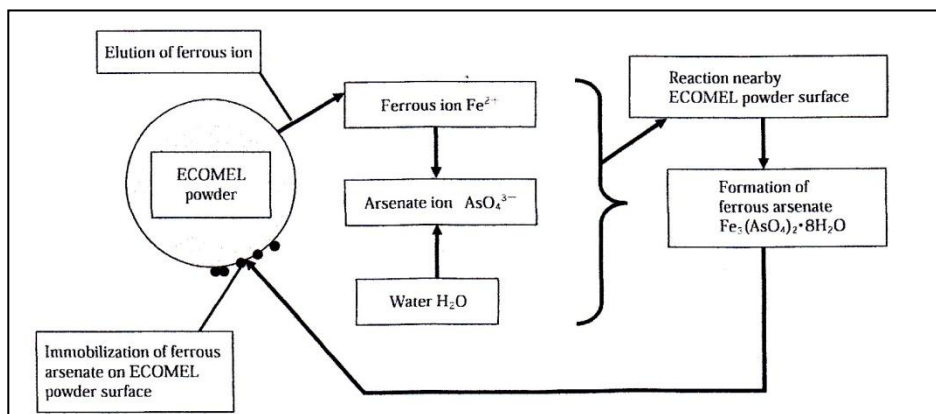 Elution of ferrous ion
Ferrous ion Fe²⁺
Reaction nearby
ECOMEL powder surface
ECOMEL
powder
Arsenate ion AsO₄³⁻
Formation of
ferrous arsenate
Fe₃(AsO₄)₂•8H₂O
Water H₂O
Immobilization of ferrous
arsenate on ECOMEL
powder surface